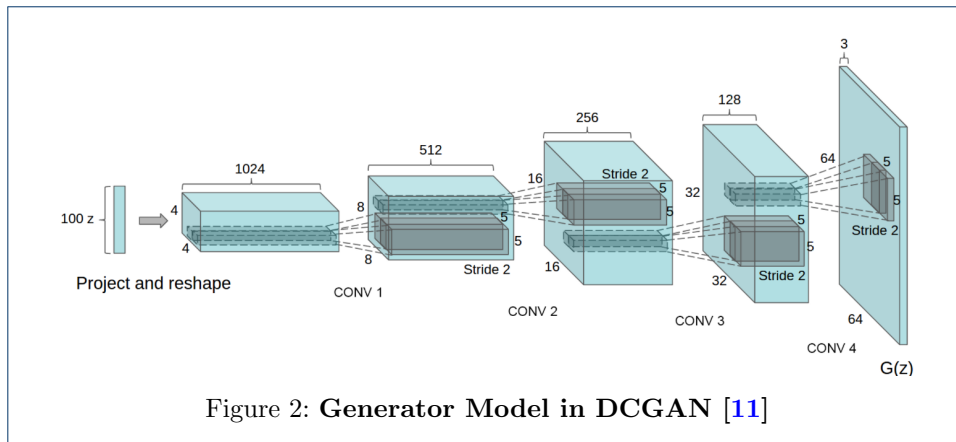 3
128
64
5
256
5
512
Stride 2
1024
16
5
32
5
Stride 2
100 z
4
8
5
5
5
4
5
5
8
Stride 2
16
32
Stride 2
Project and reshape
CONV 1
CONV 2
CONV 3
64
CONV 4
G(z)
Figure 2: Generator Model in DCGAN [11]